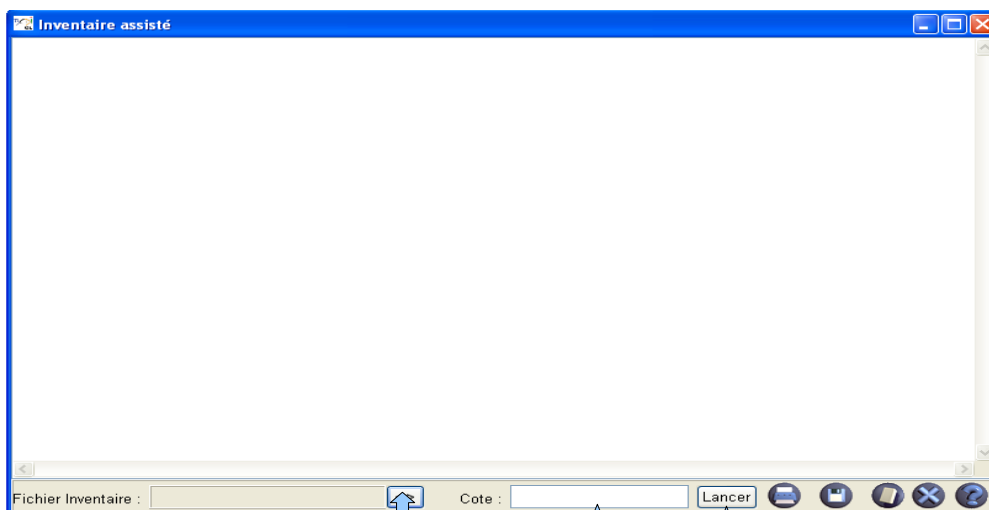 Inventaire assisté
Fichier Inventaire : Cote : Lancer